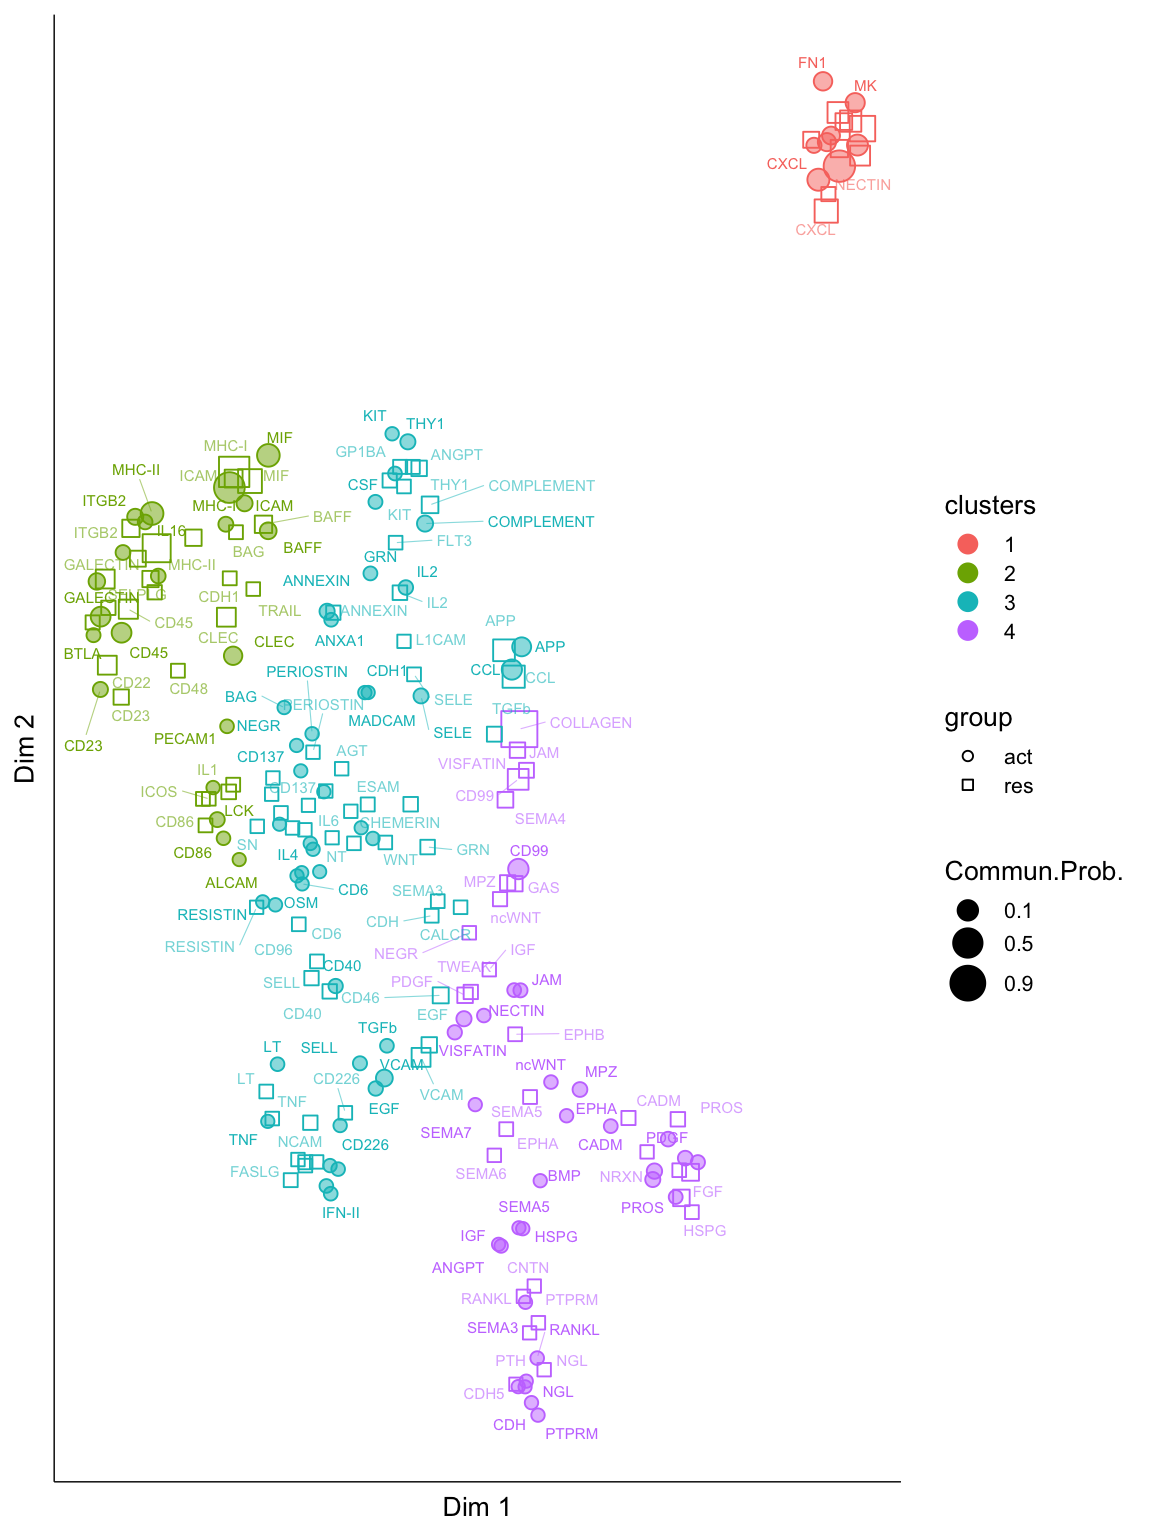 FN1
MK
CXCL
NECTIN
CXCL
KIT
THY1
MHC-I
MIF
GP1BA
ANGPT
MHC-II
ICAM
MIF
CSF
THY1
COMPLEMENT
ITGB2
MHC-I
ICAM
KIT
COMPLEMENT
BAFF
ITGB2
IL16
BAG
BAFF
FLT3
GALECTIN
MHC-II
GRN
ANNEXIN
IL2
GALECTIN
SELPLG
CDH1
TRAIL
ANNEXIN
IL2
CD45
CLEC
CLEC
ANXA1
L1CAM
APP
APP
BTLA
CD45
PERIOSTIN
CDH1
CCL
CCL
CD22
CD48
BAG
PERIOSTIN
SELE
TGFb
CD23
MADCAM
NEGR
SELE
COLLAGEN
CD23
PECAM1
CD137
AGT
JAM
VISFATIN
IL1
ICOS
CD137
ESAM
CD99
LCK
CD86
IL6
CHEMERIN
SEMA4
SN
CD86
IL4
NT
WNT
GRN
CD99
ALCAM
CD6
SEMA3
MPZ
GAS
RESISTIN
OSM
ncWNT
CDH
CALCR
RESISTIN
CD96
CD6
NEGR
IGF
CD40
TWEAK
SELL
CD46
PDGF
JAM
CD40
EGF
NECTIN
TGFb
EPHB
LT
SELL
VISFATIN
VCAM
ncWNT
MPZ
LT
CD226
VCAM
TNF
EGF
SEMA5
EPHA
CADM
PROS
TNF
NCAM
CD226
SEMA7
EPHA
CADM
PDGF
FASLG
SEMA6
BMP
NRXN
FGF
IFN-II
SEMA5
PROS
IGF
HSPG
HSPG
ANGPT
CNTN
RANKL
PTPRM
SEMA3
RANKL
PTH
NGL
CDH5
NGL
CDH
PTPRM
Dim 1
Dim 2
clusters
1
2
3
4
group
act
res
Commun.Prob.
0.1
0.5
0.9